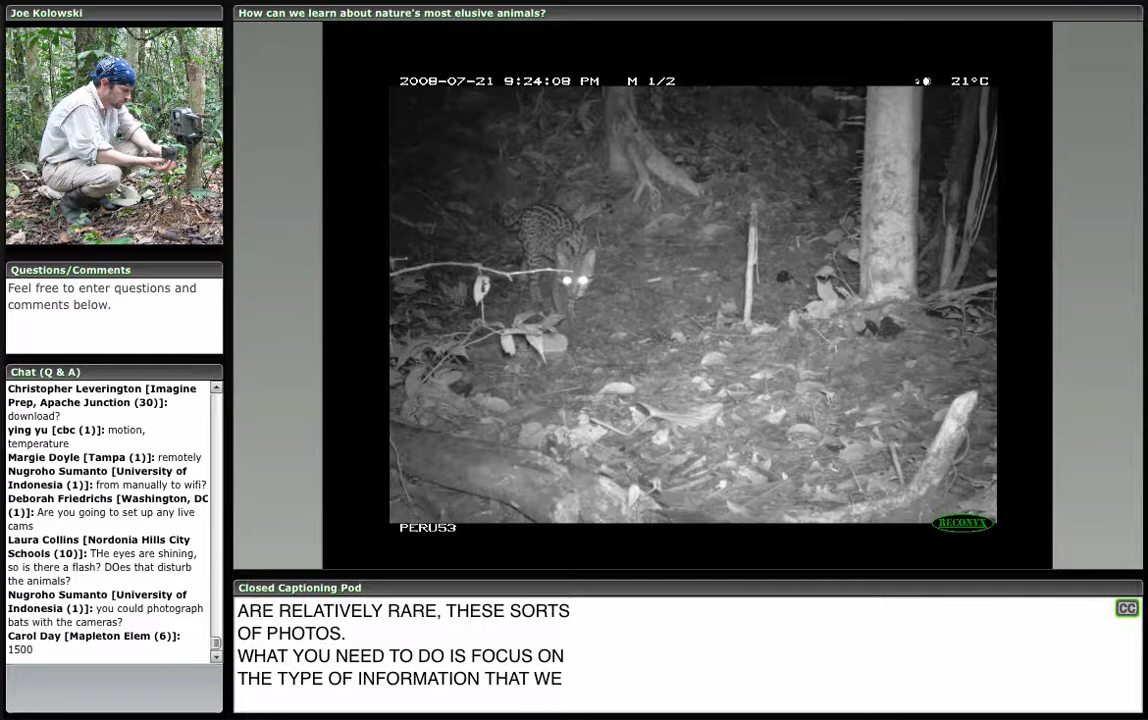 Joe Kolowski
How can we learn about nature's most elusive animals?
2008-07-21 9:24:08 PM M 1/2 21°C
PERU53
RECONYX
Questions/Comments
Feel free to enter questions and
comments below.
Chat (Q & A)
Christopher Leverington [Imagine
Prep, Apache Junction (30)]:
download?
ying yu [cbc (1)]: motion,
temperature
Margie Doyle [Tampa (1)]: remotely
Nugroho Sumanto [University of
Indonesia (1)]: from manually to wifi?
Deborah Friedrichs [Washington, DC
(1)]: Are you going to set up any live
cams
Laura Collins [Nordonia Hills City
Schools (10)]: THe eyes are shining,
so is there a flash? DOes that disturb
the animals?
Nugroho Sumanto [University of
Indonesia (1)]: you could photograph
bats with the cameras?
Carol Day [Mapleton Elem (6)]:
1500
Closed Captioning Pod
CC
ARE RELATIVELY RARE, THESE SORTS
OF PHOTOS.
WHAT YOU NEED TO DO IS FOCUS ON
THE TYPE OF INFORMATION THAT WE